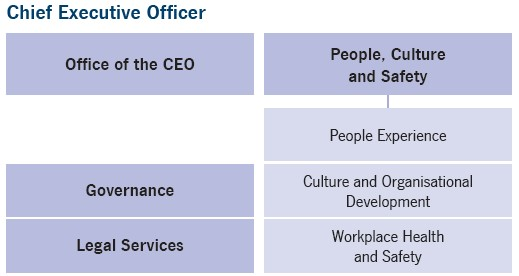 Chief Executive Officer
Office of the CEO
People, Culture
and Safety
People Experience
Governance
Culture and Organisational
Development
Legal Services
Workplace Health
and Safety